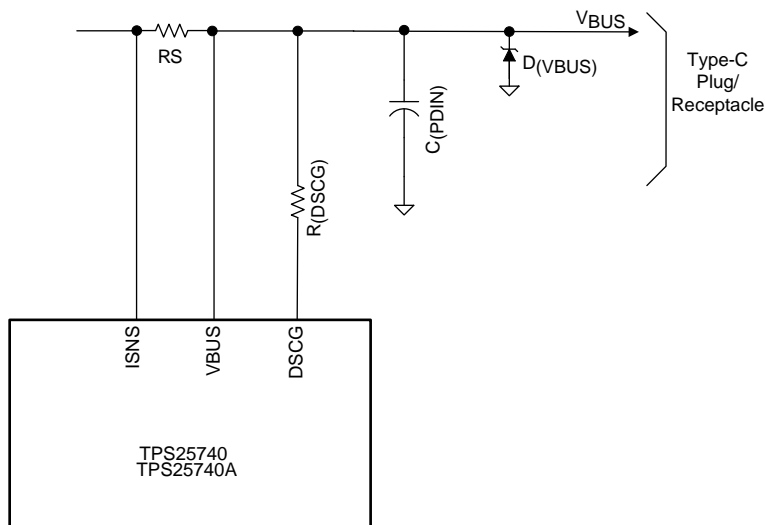 VBUS
RS
D(VBUS)
Type-C
Plug/
Receptacle
C(PDIN)
R(DSCG)
ISNS
VBUS
DSCG
TPS25740
TPS25740A